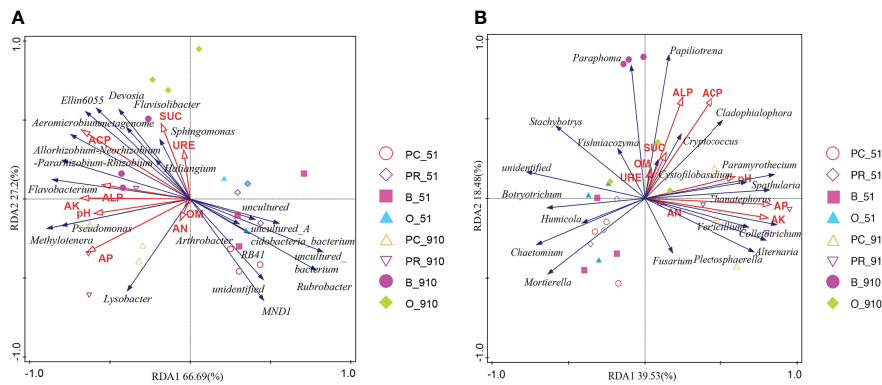 A
1.0
Ellin6055
Devosia
Flavisolibacter
SUC
Aeromicrobium
metagenome
Sphingomonas
ACP
URE
Allorhizobium-Neorhizobium
-Pararhizobium-Rhizobium
Haliangium
ALP
Flavobacterium
AK
pH
OM
uncultured
Pseudomonas
AN
uncultured_A
Methylotenera
Arthrobacter
cidobacteria_bacterium
AP
RB41
uncultured_
bacterium
Lysobacter
unidentified
Rubrobacter
MND1
RDA2 27.2(%)
-1.0
-1.0
RDA1 66.69(%)
1.0
PC_51
PR_51
B_51
O_51
PC_910
PR_910
B_910
O_910
B
1.0
Paraphoma
Papiliotrena
ALP
ACP
Stachybotrys
Cladophialophora
Vishniacozyma
SUC
Cryptococcus
OM
unidentified
URE
Cystofilobasdium
Paramyrothecium
pH
Spathularia
Botryotrichum
Thanatephorus
AP
Humicola
AN
AK
Vericillium
Colletotrichum
Chaetomium
Alternaria
Fusarium
Plectosphaerella
Mortierella
RDA2 18.48(%)
-1.0
-1.0
RDA1 39.53(%)
1.0
PC_51
PR_51
B_51
O_51
PC_91
PR_91
B_910
O_910